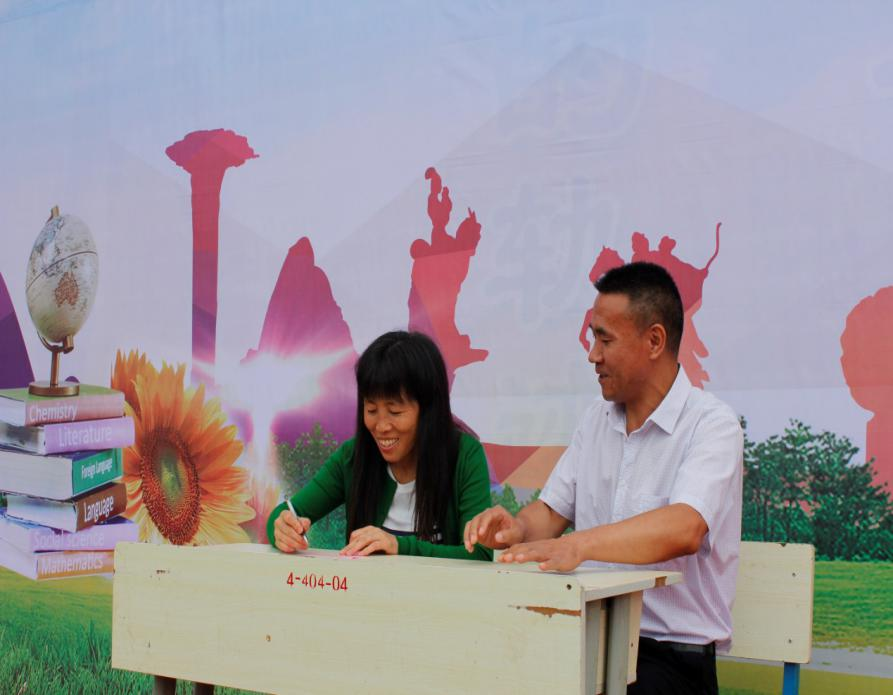 Chemistry
Literature
Foreign Language
Language
Social science
Mathematics
4-404-04